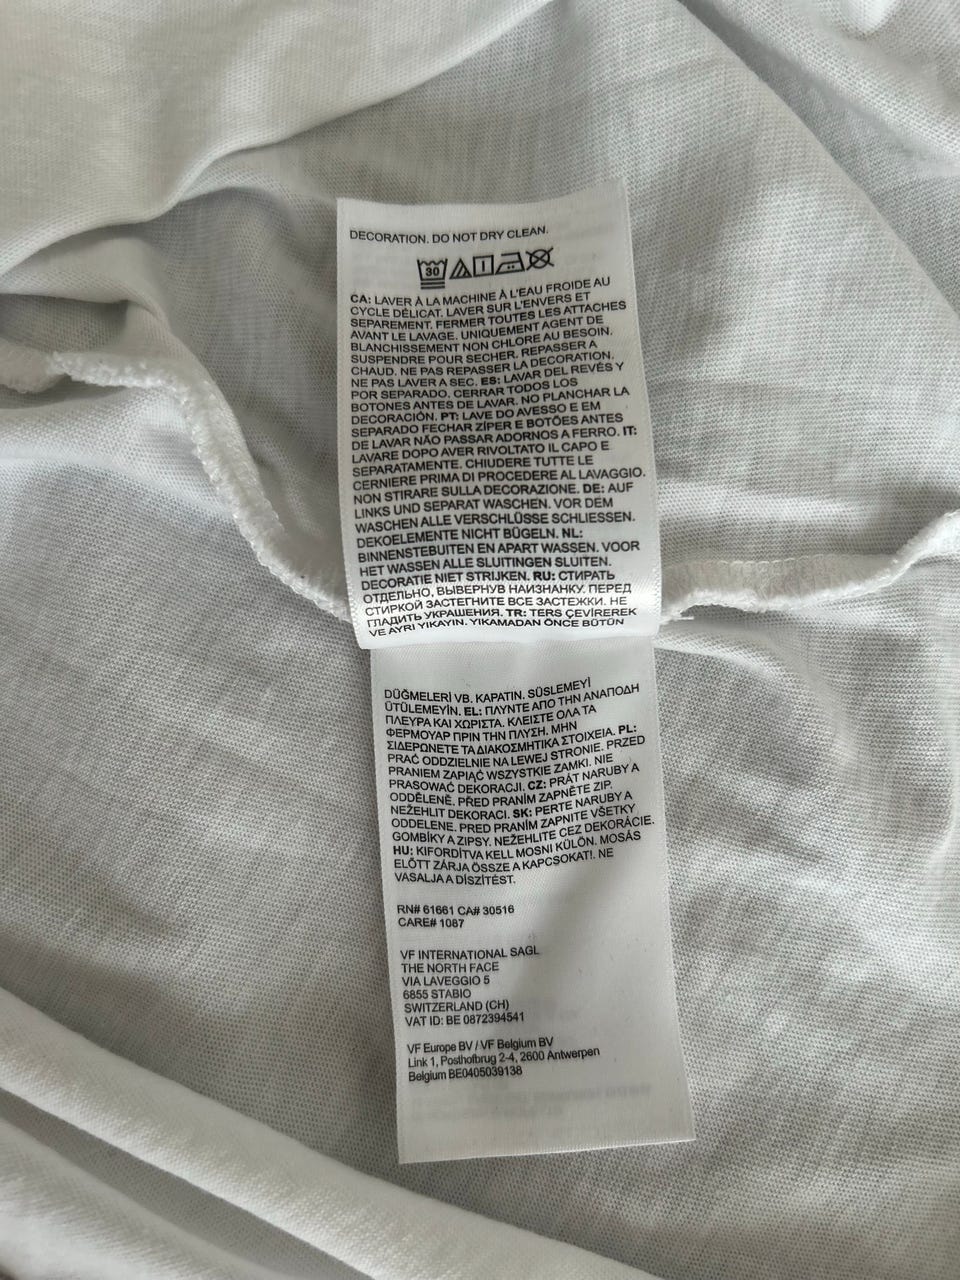 DECORATION. DO NOT DRY CLEAN.
30
CA: LAVER À LA MACHINE À L'EAU FROIDE AU
CYCLE DÉLICAT. LAVER SUR L'ENVERS ET
SEPAREMENT. FERMER TOUTES LES ATTACHES
AVANT LE LAVAGE. UNIQUEMENT AGENT DE
BLANCHISSEMENT NON CHLORE AU BESOIN.
SUSPENDRE POUR SECHER. REPASSER A
CHAUD. NE PAS REPASSER LA DECORATION.
NE PAS LAVER A SEC. ES: LAVAR DEL REVÉS Y
POR SEPARADO. CERRAR TODOS LOS
BOTONES ANTES DE LAVAR. NO PLANCHAR LA
DECORACIÓN. PT: LAVE DO AVESSO E EM
SEPARADO FECHAR ZÍPER E BOTÕES ANTES
DE LAVAR NÃO PASSAR ADORNOS A FERRO. IT:
LAVARE DOPO AVER RIVOLTATO IL CAPO E
SEPARATAMENTE. CHIUDERE TUTTE LE
CERNIERE PRIMA DI PROCEDERE AL LAVAGGIO.
NON STIRARE SULLA DECORAZIONE. DE: AUF
LINKS UND SEPARAT WASCHEN. VOR DEM
WASCHEN ALLE VERSCHLÜSSE SCHLIESSEN.
DEKOELEMENTE NICHT BÜGELN. NL:
BINNENSTEBUITEN EN APART WASSEN. VOOR
HET WASSEN ALLE SLUITINGEN SLUITEN.
DECORATIE NIET STRIJKEN. RU: СТИРАТЬ
ОТДЕЛЬНО, ВЫВЕРНУВ НАИЗНАНКУ. ПЕРЕД
СТИРКОЙ ЗАСТЕГНИТЕ ВСЕ ЗАСТЕЖКИ. НЕ
ГЛАДИТЬ УКРАШЕНИЯ. TR: TERS ÇEVİREREK
VE AYRI YIKAYIN. YIKAMADAN ÖNCE BÜTÜN
DÜĞMELERİ VB. KAPATIN. SÜSLEMEYİ
ÜTÜLEMEYİN. EL: ΠΛΥΝΤΕ ΑΠΟ ΤΗΝ ΑΝΑΠΟΔΗ
ΠΛΕΥΡΑ ΚΑΙ ΧΩΡΙΣΤΑ. ΚΛΕΙΣΤΕ ΟΛΑ ΤΑ
ΦΕΡΜΟΥΑΡ ΠΡΙΝ ΤΗΝ ΠΛΥΣΗ. ΜΗΝ
ΣΙΔΕΡΩΝΕΤΕ ΤΑ ΔΙΑΚΟΣΜΗΤΙΚΑ ΣΤΟΙΧΕΙΑ. PL:
PRAĆ ODDZIELNIE NA LEWEJ STRONIE. PRZED
PRANIEM ZAPIĄĆ WSZYSTKIE ZAMKI. NIE
PRASOWAĆ DEKORACJI. CZ: PRÁT NARUBY A
ODDĚLENĚ. PŘED PRANÍM ZAPNĚTE ZIP.
NEŽEHLIT DEKORACI. SK: PERTE NARUBY A
ODDELENE. PRED PRANÍM ZAPNITE VŠETKY
GOMBÍKY A ZIPSY. NEŽEHLITE CEZ DEKORÁCIE.
HU: KIFORDÍTVA KELL MOSNI KÜLÖN. MOSÁS
ELŐTT ZÁRJA ÖSSZE A KAPCSOKAT!. NE
VASALJA A DÍSZÍTÉST.
RN# 61661 CA# 30516
CARE# 1087
VF INTERNATIONAL SAGL
THE NORTH FACE
VIA LAVEGGIO 5
6855 STABIO
SWITZERLAND (CH)
VAT ID: BE 0872394541
VF Europe BV / VF Belgium BV
Link 1, Posthofbrug 2-4, 2600 Antwerpen
Belgium BE0405039138